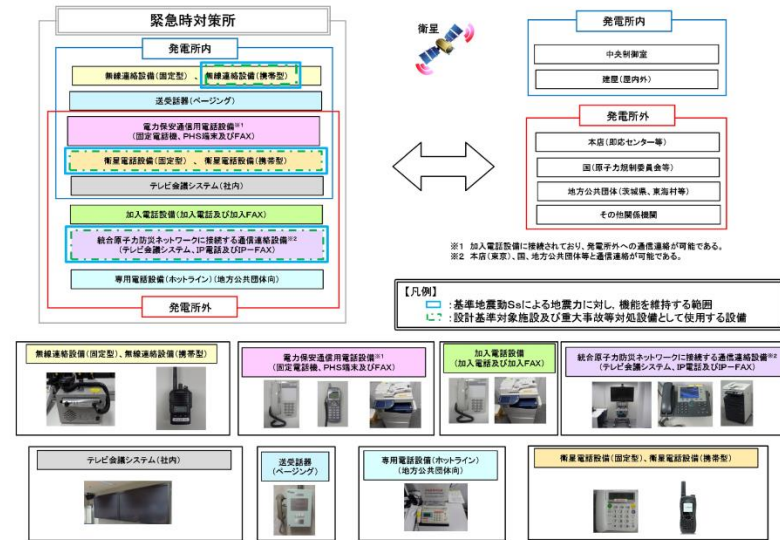 緊急時対策所
発電所内
無線連絡設備(固定型) 、 無線連絡設備(携帯型)
送受話器(ページング)
電力保安通信用電話設備※1
(固定電話機、PHS端末及びFAX)
衛星電話設備(固定型) 、 衛星電話設備(携帯型)
テレビ会議システム(社内)
加入電話設備(加入電話及び加入FAX)
統合原子力防災ネットワークに接続する通信連絡設備※2
(テレビ会議システム、IP電話及びIP-FAX)
専用電話設備(ホットライン)(地方公共団体向)
発電所外
衛星
発電所内
中央制御室
建屋(屋内外)
発電所外
本店(即応センター等)
国(原子力規制委員会等)
地方公共団体(茨城県、東海村等)
その他関係機関
※1 加入電話設備に接続されており、発電所外への通信連絡が可能である。
※2 本店(東京)、国、地方公共団体等と通信連絡が可能である。
【凡例】
:基準地震動Ssによる地震力に対し、機能を維持する範囲
:設計基準対象施設及び重大事故等対処設備として使用する設備
無線連絡設備(固定型)、無線連絡設備(携帯型)
電力保安通信用電話設備※1
(固定電話機、PHS端末及びFAX)
加入電話設備
(加入電話及び加入FAX)
統合原子力防災ネットワークに接続する通信連絡設備※2
(テレビ会議システム、IP電話及びIP-FAX)
テレビ会議システム(社内)
送受話器
(ページング)
専用電話設備(ホットライン)
(地方公共団体向)
衛星電話設備(固定型)、衛星電話設備(携帯型)